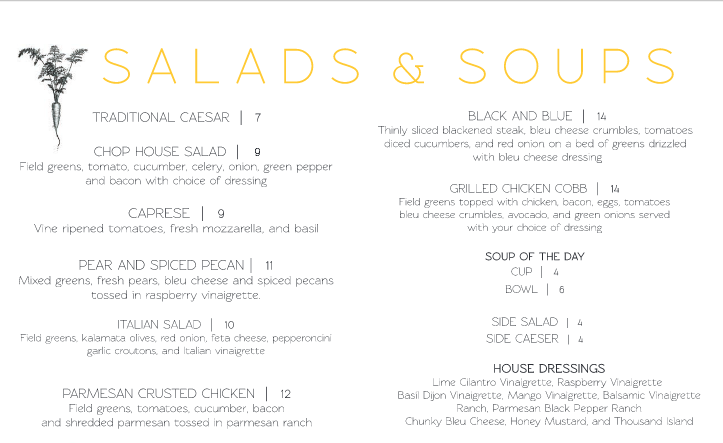 SALADS & SOUPS
TRADITIONAL CAESAR | 7
CHOP HOUSE SALAD | 9
Field greens, tomato, cucumber, celery, onion, green pepper
and bacon with choice of dressing
CAPRESE | 9
Vine ripened tomatoes, fresh mozzarella, and basil
PEAR AND SPICED PECAN | 11
Mixed greens, fresh pears, bleu cheese and spiced pecans
tossed in raspberry vinaigrette.
ITALIAN SALAD | 10
Field greens, kalamata olives, red onion, feta cheese, pepperoncini
garlic croutons, and Italian vinaigrette
PARMESAN CRUSTED CHICKEN | 12
Field greens, tomatoes, cucumber, bacon
and shredded parmesan tossed in parmesan ranch
BLACK AND BLUE | 14
Thinly sliced blackened steak, bleu cheese crumbles, tomatoes
diced cucumbers, and red onion on a bed of greens drizzled
with bleu cheese dressing
GRILLED CHICKEN COBB | 14
Field greens topped with chicken, bacon, eggs, tomatoes
bleu cheese crumbles, avocado, and green onions served
with your choice of dressing
SOUP OF THE DAY
CUP | 4
BOWL | 6
SIDE SALAD | 4
SIDE CAESER | 4
HOUSE DRESSINGS
Lime Cilantro Vinaigrette, Raspberry Vinaigrette
Basil Dijon Vinaigrette, Mango Vinaigrette, Balsamic Vinaigrette
Ranch, Parmesan Black Pepper Ranch
Chunky Bleu Cheese, Honey Mustard, and Thousand Island